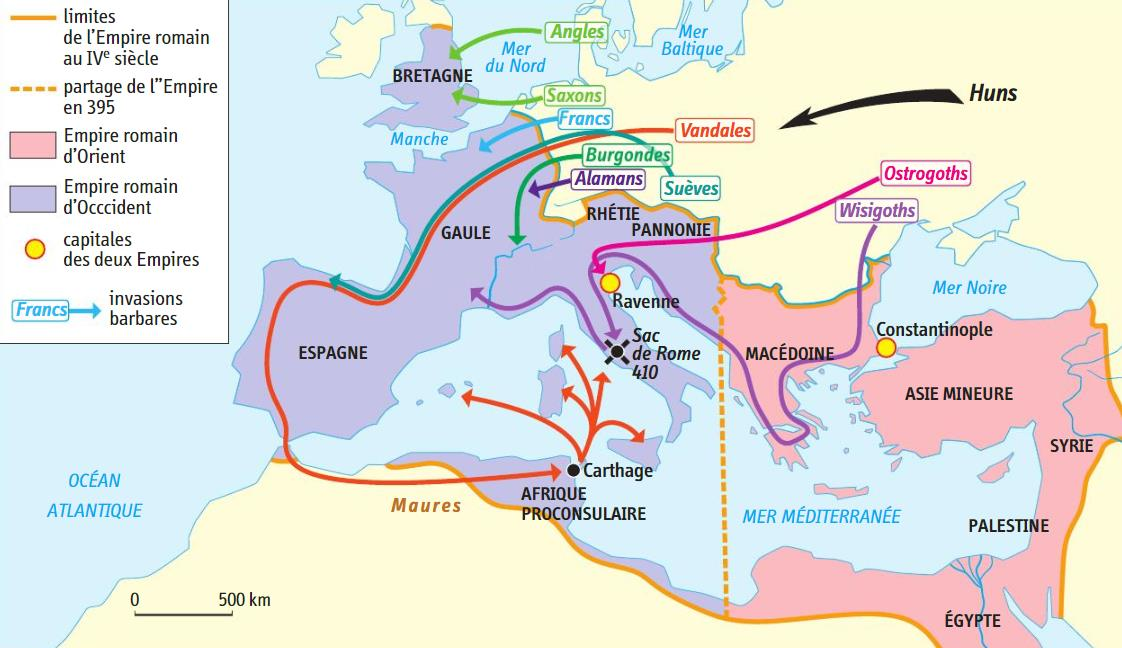 limites
de l'Empire romain
au IVe siècle
partage de l"Empire
en 395
Empire romain
d'Orient
Empire romain
d'Occcident
capitales
des deux Empires
Francs
invasions
barbares
Angles
Mer
du Nord
Mer
Baltique
BRETAGNE
Saxons
Huns
Francs
Manche
Vandales
Burgondes
Alamans
Suèves
Ostrogoths
Wisigoths
RHÉTIE
PANNONIE
GAULE
Ravenne
Mer Noire
Constantinople
Sac
de Rome
410
ESPAGNE
MACÉDOINE
ASIE MINEURE
SYRIE
Carthage
OCÉAN
ATLANTIQUE
Maures
AFRIQUE
PROCONSULAIRE
MER MÉDITERRANÉE
PALESTINE
0 500 km
ÉGYPTE